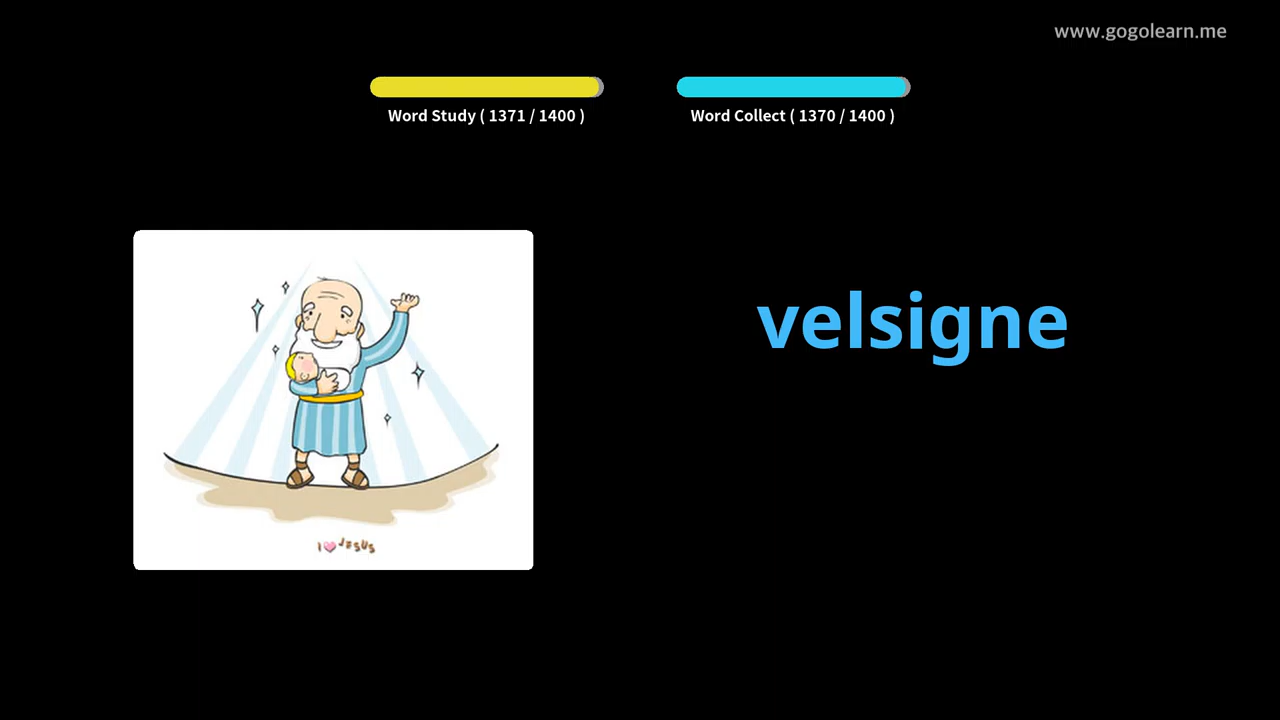 www.gogolearn.me
Word Study ( 1371 / 1400 )
Word Collect ( 1370 / 1400 )
velsigne
I ♥ JESUS